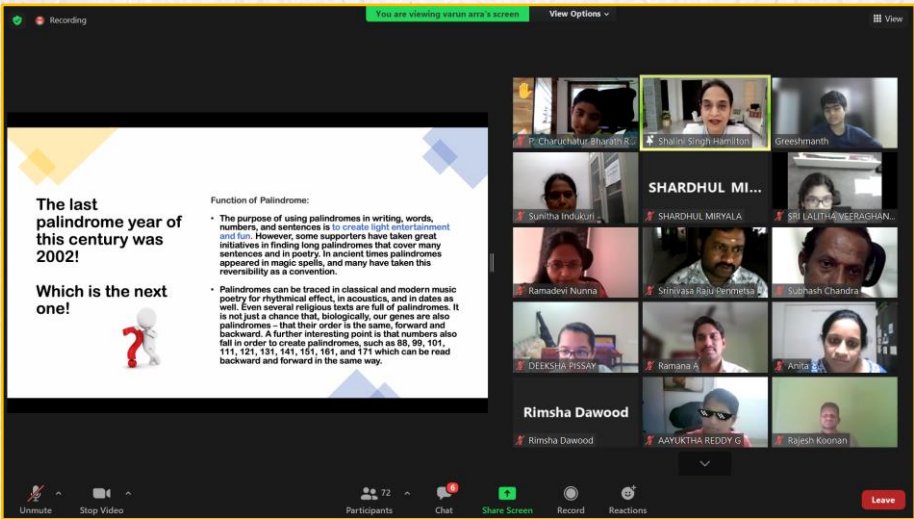 Recording
You are viewing varun arra's screen
View Options
View
The last
palindrome year of
this century was
2002!
Which is the next
one!
Function of Palindrome:
• The purpose of using palindromes in writing, words,
numbers, and sentences is to create light entertainment
and fun. However, some supporters have taken great
initiatives in finding long palindromes that cover many
sentences and in poetry. In ancient times palindromes
appeared in magic spells, and many have taken this
reversibility as a convention.
• Palindromes can be traced in classical and modern music
poetry for rhythmical effect, in acoustics, and in dates as
well. Even several religious texts are full of palindromes. It
is not just a chance that, biologically, our genes are also
palindromes – that their order is the same, forward and
backward. A further interesting point is that numbers also
fall in order to create palindromes, such as 88, 99, 101,
111, 121, 131, 141, 151, 161, and 171 which can be read
backward and forward in the same way.
P. Charuchatur Bharath R...
Shalini Singh Hamilton
Greeshmanth
Sunitha Indukuri
SHARDHUL MI...
SHARDHUL MIRYALA
SRI LALITHA VEERAGHAN...
Ramadevi Nunna
Srinivasa Raju Penmetsa
Subhash Chandra
DEEKSHA PISSAY
Ramana A
Anita
Rimsha Dawood
Rimsha Dawood
AAYUKTHA REDDY G
Rajesh Koonan
Unmute
Stop Video
72
Participants
6
Chat
Share Screen
Record
Reactions
Leave